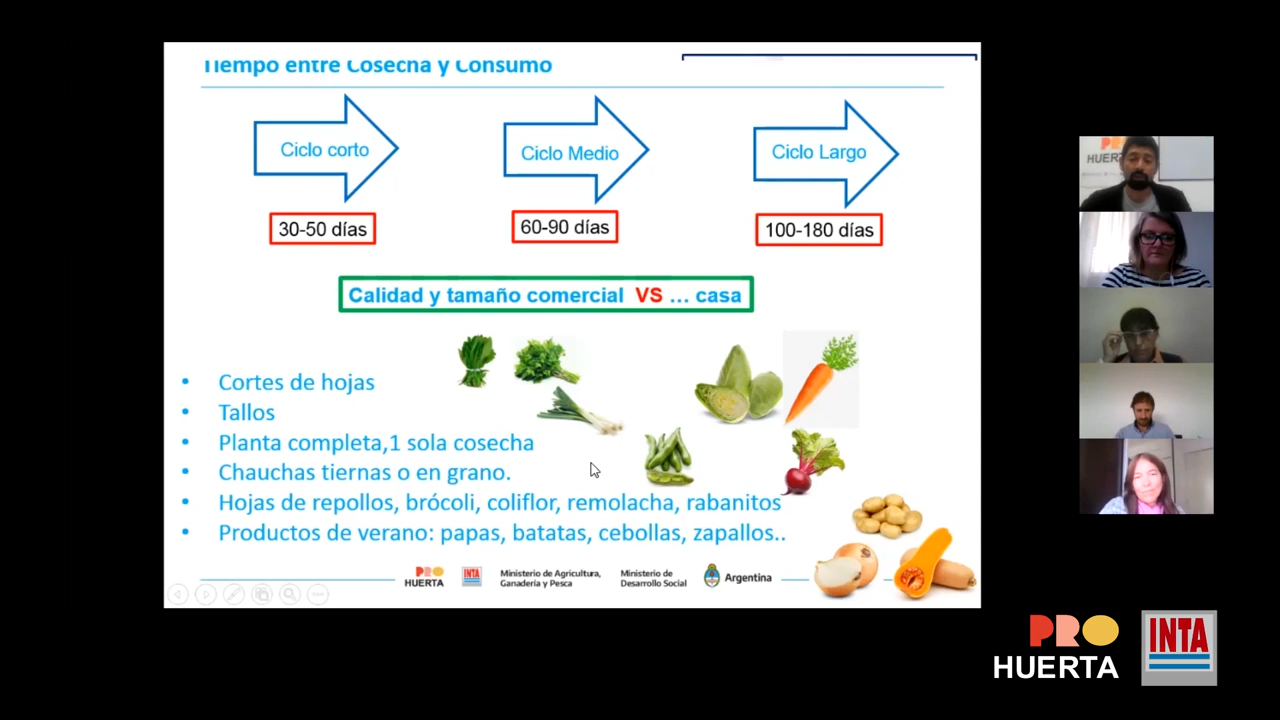 Tiempo entre Cosecha y Consumo
Ciclo corto
Ciclo Medio
Ciclo Largo
30-50 días
60-90 días
100-180 días
Calidad y tamaño comercial VS ... casa
• Cortes de hojas
• Tallos
• Planta completa,1 sola cosecha
• Chauchas tiernas o en grano.
• Hojas de repollos, brócoli, coliflor, remolacha, rabanitos
• Productos de verano: papas, batatas, cebollas, zapallos..
PRO
HUERTA
INTA
Ministerio de Agricultura,
Ganadería y Pesca
Ministerio de
Desarrollo Social
Argentina
PRO
HUERTA
PRO
HUERTA
INTA